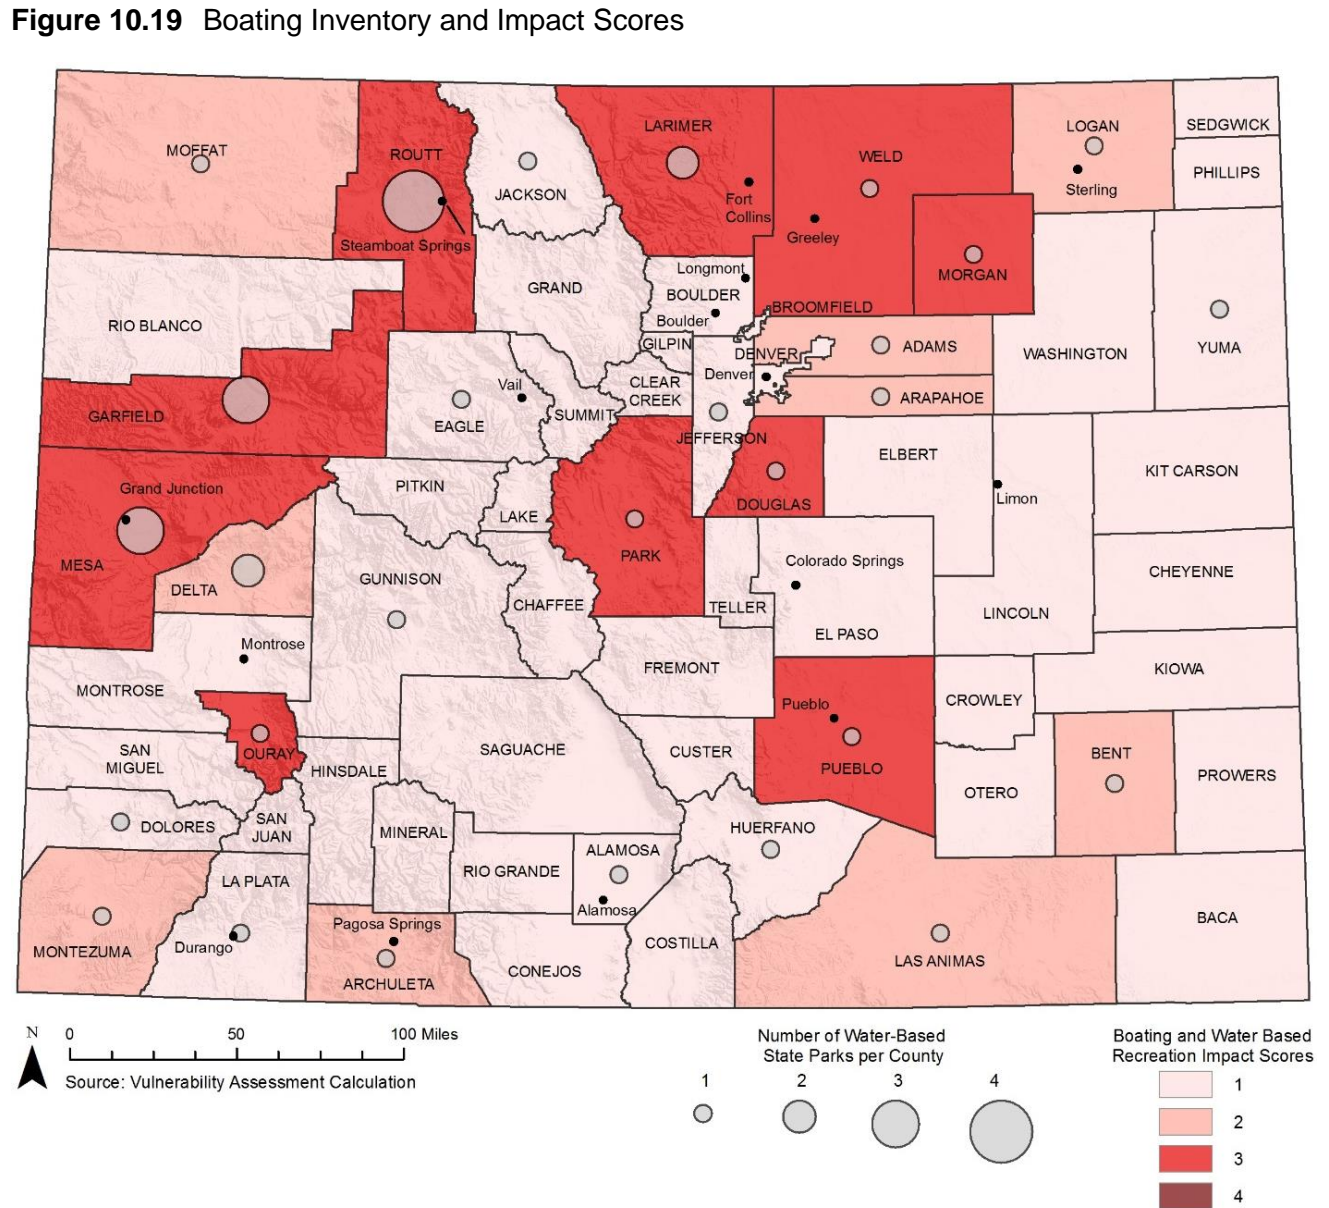 Figure 10.19 Boating Inventory and Impact Scores
MOFFAT
ROUTT
Steamboat Springs
JACKSON
LARIMER
Fort
Collins
WELD
Greeley
MORGAN
LOGAN
Sterling
SEDGWICK
PHILLIPS
RIO BLANCO
GRAND
Longmont
BOULDER
Boulder
GILPIN
BROOMFIELD
DENVER
Denver
ADAMS
ARAPAHOE
WASHINGTON
YUMA
GARFIELD
EAGLE
Vail
SUMMIT
CLEAR
CREEK
JEFFERSON
DOUGLAS
ELBERT
Limon
KIT CARSON
Grand Junction
MESA
PITKIN
LAKE
PARK
DELTA
GUNNISON
CHAFFEE
TELLER
Colorado Springs
EL PASO
LINCOLN
CHEYENNE
Montrose
MONTROSE
FREMONT
KIOWA
CROWLEY
Pueblo
PUEBLO
OURAY
SAN
MIGUEL
HINSDALE
SAGUACHE
CUSTER
OTERO
BENT
PROWERS
DOLORES
SAN
JUAN
MINERAL
RIO GRANDE
ALAMOSA
Alamosa
HUERFANO
LA PLATA
Durango
MONTEZUMA
Pagosa Springs
ARCHULETA
CONEJOS
COSTILLA
LAS ANIMAS
BACA
N
0 50 100 Miles
Source: Vulnerability Assessment Calculation
Number of Water-Based
State Parks per County
1 2 3 4
Boating and Water Based
Recreation Impact Scores
1
2
3
4